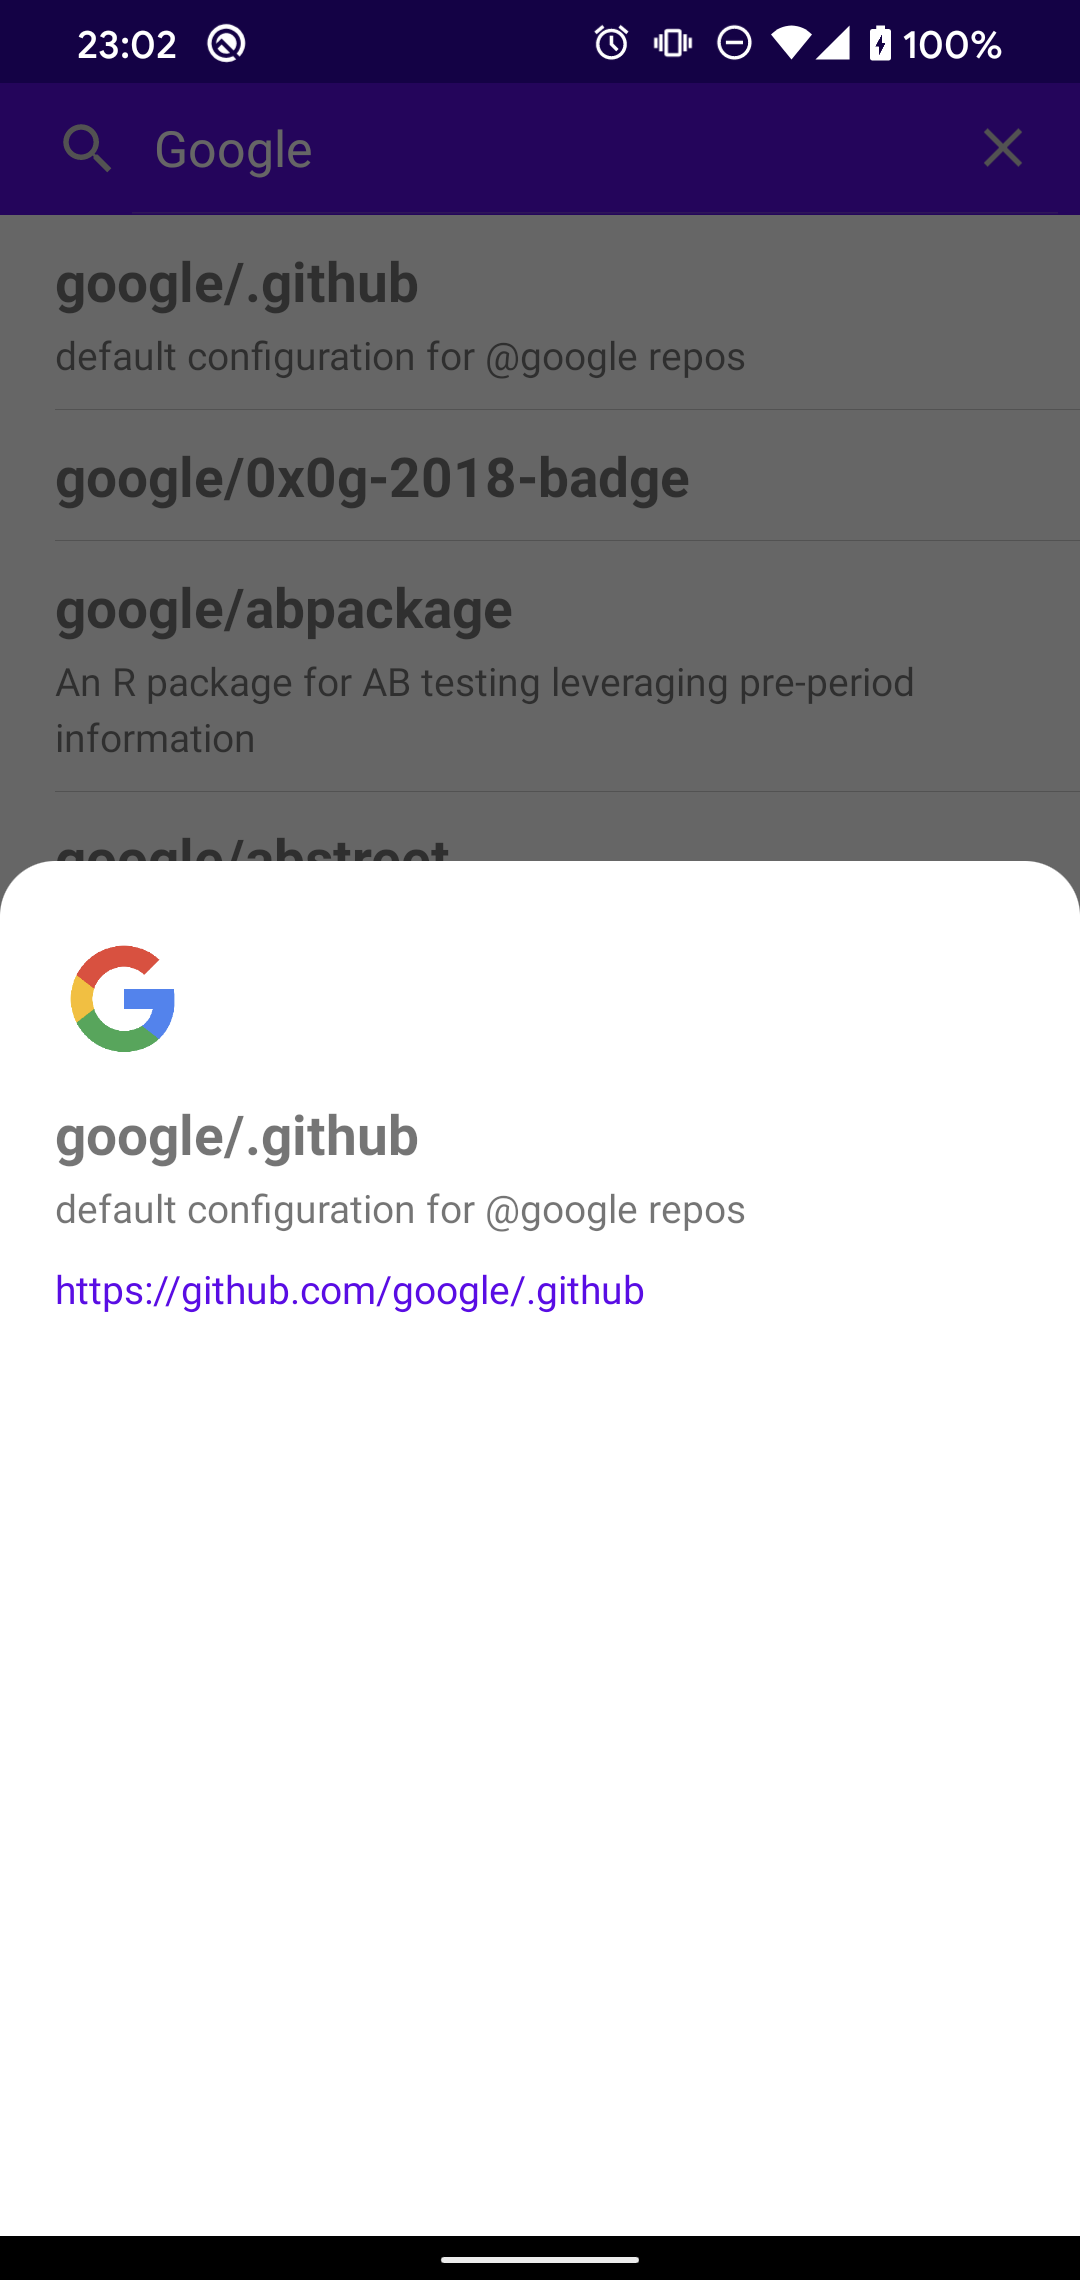 23:02 100%
Google
google/.github
default configuration for @google repos
google/0x0g-2018-badge
google/abpackage
An R package for AB testing leveraging pre-period
information
google/abstreet
google/.github
default configuration for @google repos
https://github.com/google/.github